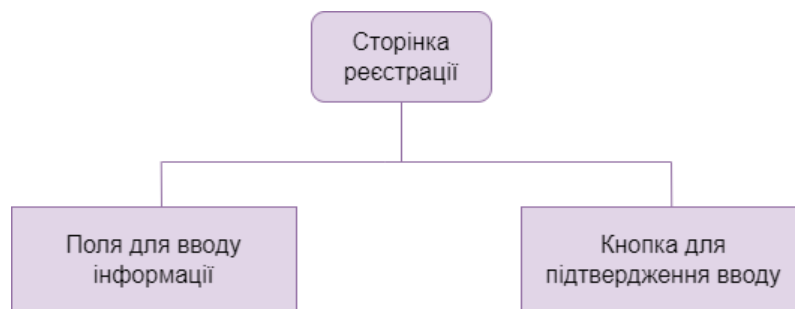 Сторінка
реєстрації
Поля для вводу
інформації
Кнопка для
підтвердження вводу